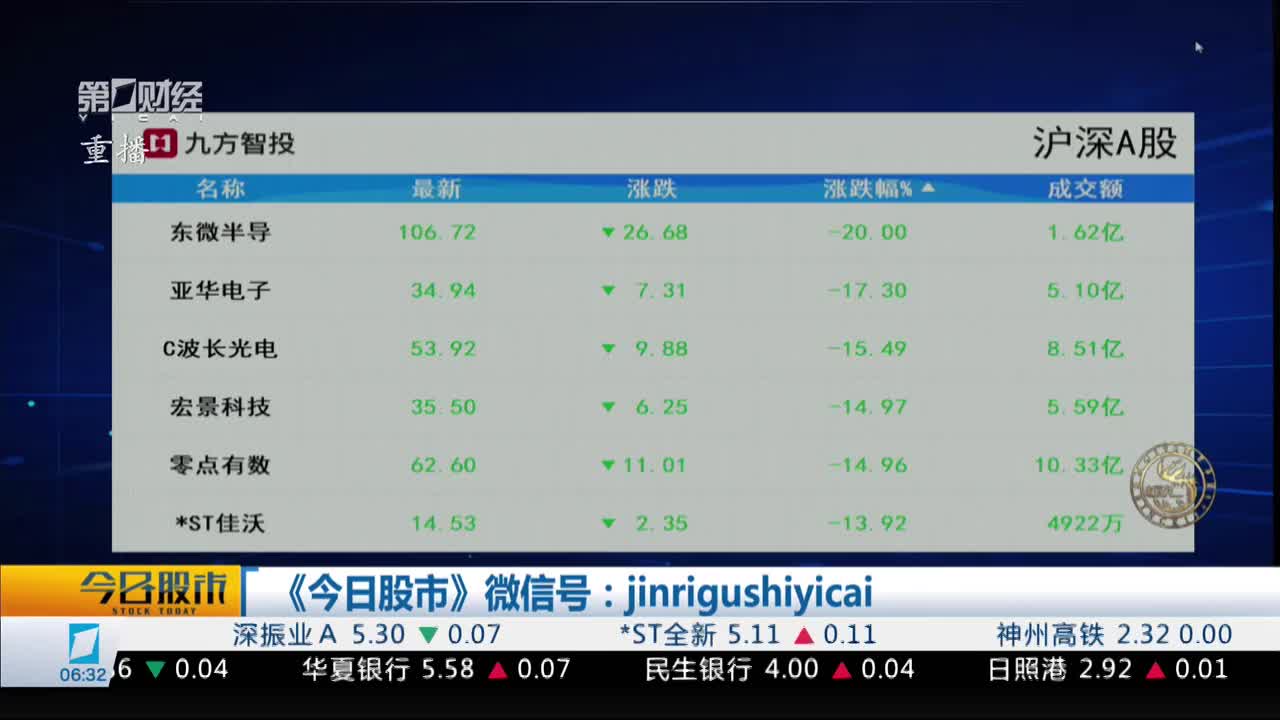 第1财经
YICAI
重播
九方智投 沪深A股
名称 最新 涨跌 涨跌幅% 成交额
东微半导 106.72 ▼26.68 -20.00 1.62亿
亚华电子 34.94 ▼ 7.31 -17.30 5.10亿
C波长光电 53.92 ▼ 9.88 -15.49 8.51亿
宏景科技 35.50 ▼ 6.25 -14.97 5.59亿
零点有数 62.60 ▼11.01 -14.96 10.33亿
*ST佳沃 14.53 ▼ 2.35 -13.92 4922万
今日股市
STOCK TODAY
《今日股市》微信号：jinrigushiyicai
深振业A 5.30 ▼ 0.07 *ST全新 5.11 ▲ 0.11 神州高铁 2.32 0.00
06:32
6 ▼ 0.04 华夏银行 5.58 ▲ 0.07 民生银行 4.00 ▲ 0.04 日照港 2.92 ▲ 0.01